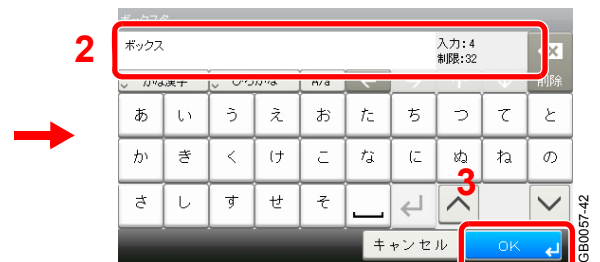 ボックス名
2
ボックス 入力:4
制限:32
かな漢字 ひらがな A/a 削除
あ い う え お た ち つ て と
か き く け こ な に ぬ ね の
さ し す せ そ
3
キャンセル OK
GB0057-42